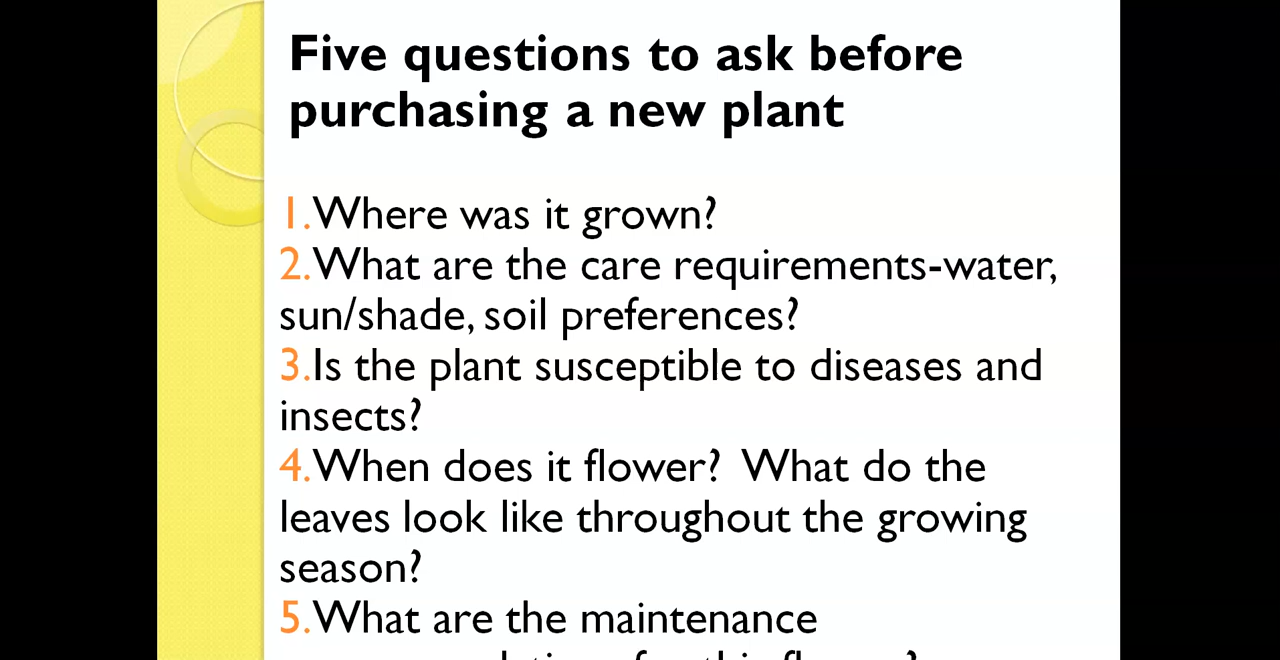 Five questions to ask before
purchasing a new plant
1.Where was it grown?
2.What are the care requirements-water,
sun/shade, soil preferences?
3.Is the plant susceptible to diseases and
insects?
4.When does it flower?  What do the
leaves look like throughout the growing
season?
5.What are the maintenance